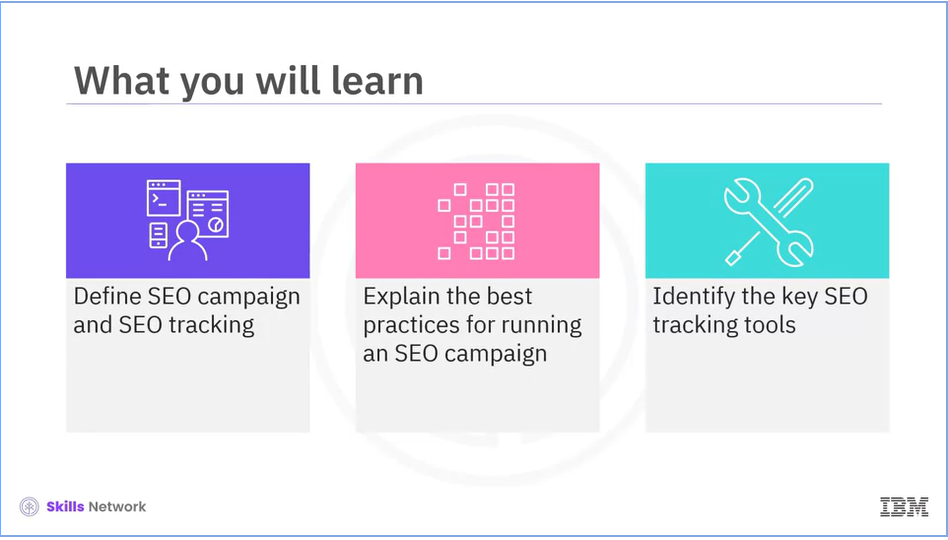 What you will learn
Define SEO campaign
and SEO tracking
Explain the best
practices for running
an SEO campaign
Identify the key SEO
tracking tools
Skills Network
IBM